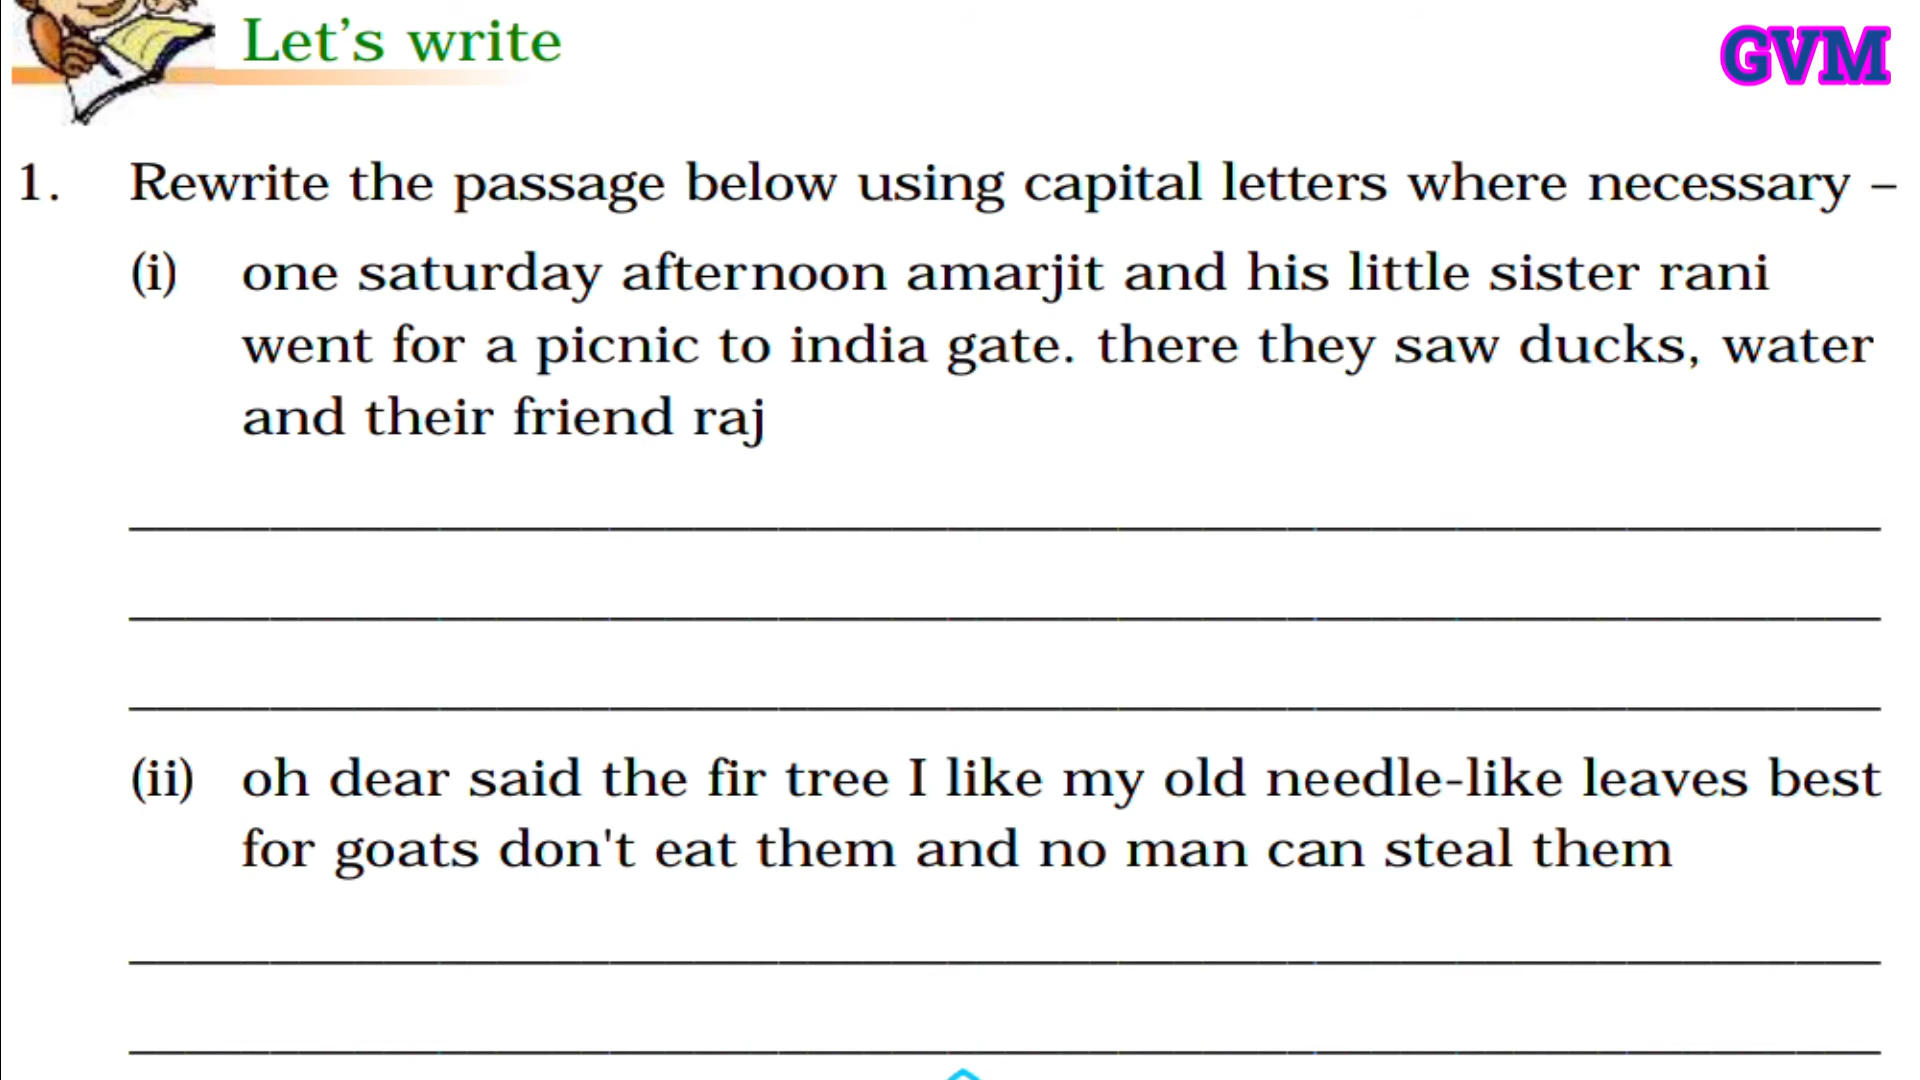 Let's write
GVM
1. Rewrite the passage below using capital letters where necessary –
(i) one saturday afternoon amarjit and his little sister rani
went for a picnic to india gate. there they saw ducks, water
and their friend raj
(ii) oh dear said the fir tree I like my old needle-like leaves best
for goats don't eat them and no man can steal them